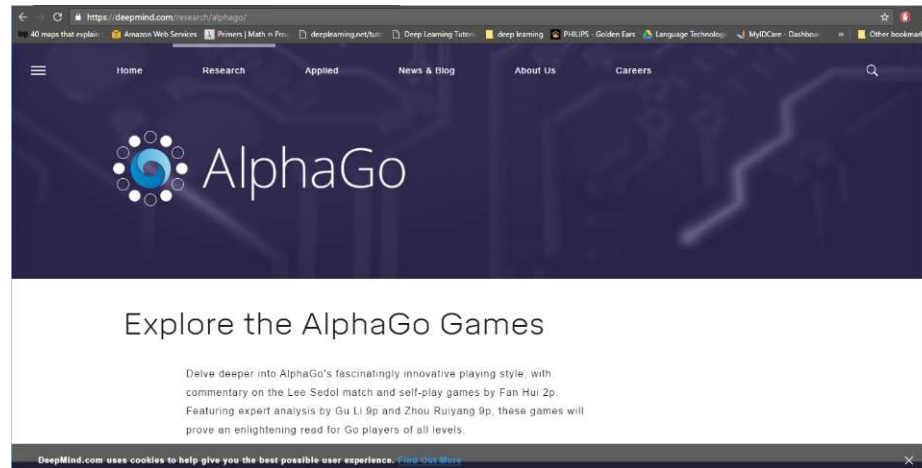 https://deepmind.com/research/alphago/
40 maps that explain Amazon Web Services Primers | Math ∩ Prog deeplearning.net/tuto Deep Learning Tutori deep learning PHILIPS - Golden Ears Language Technolog MyIDCare - Dashboa » Other bookmark
Home Research Applied News & Blog About Us Careers
AlphaGo
Explore the AlphaGo Games
Delve deeper into AlphaGo's fascinatingly innovative playing style, with
commentary on the Lee Sedol match and self-play games by Fan Hui 2p.
Featuring expert analysis by Gu Li 9p and Zhou Ruiyang 9p, these games will
prove an enlightening read for Go players of all levels.
DeepMind.com uses cookies to help give you the best possible user experience. Find Out More